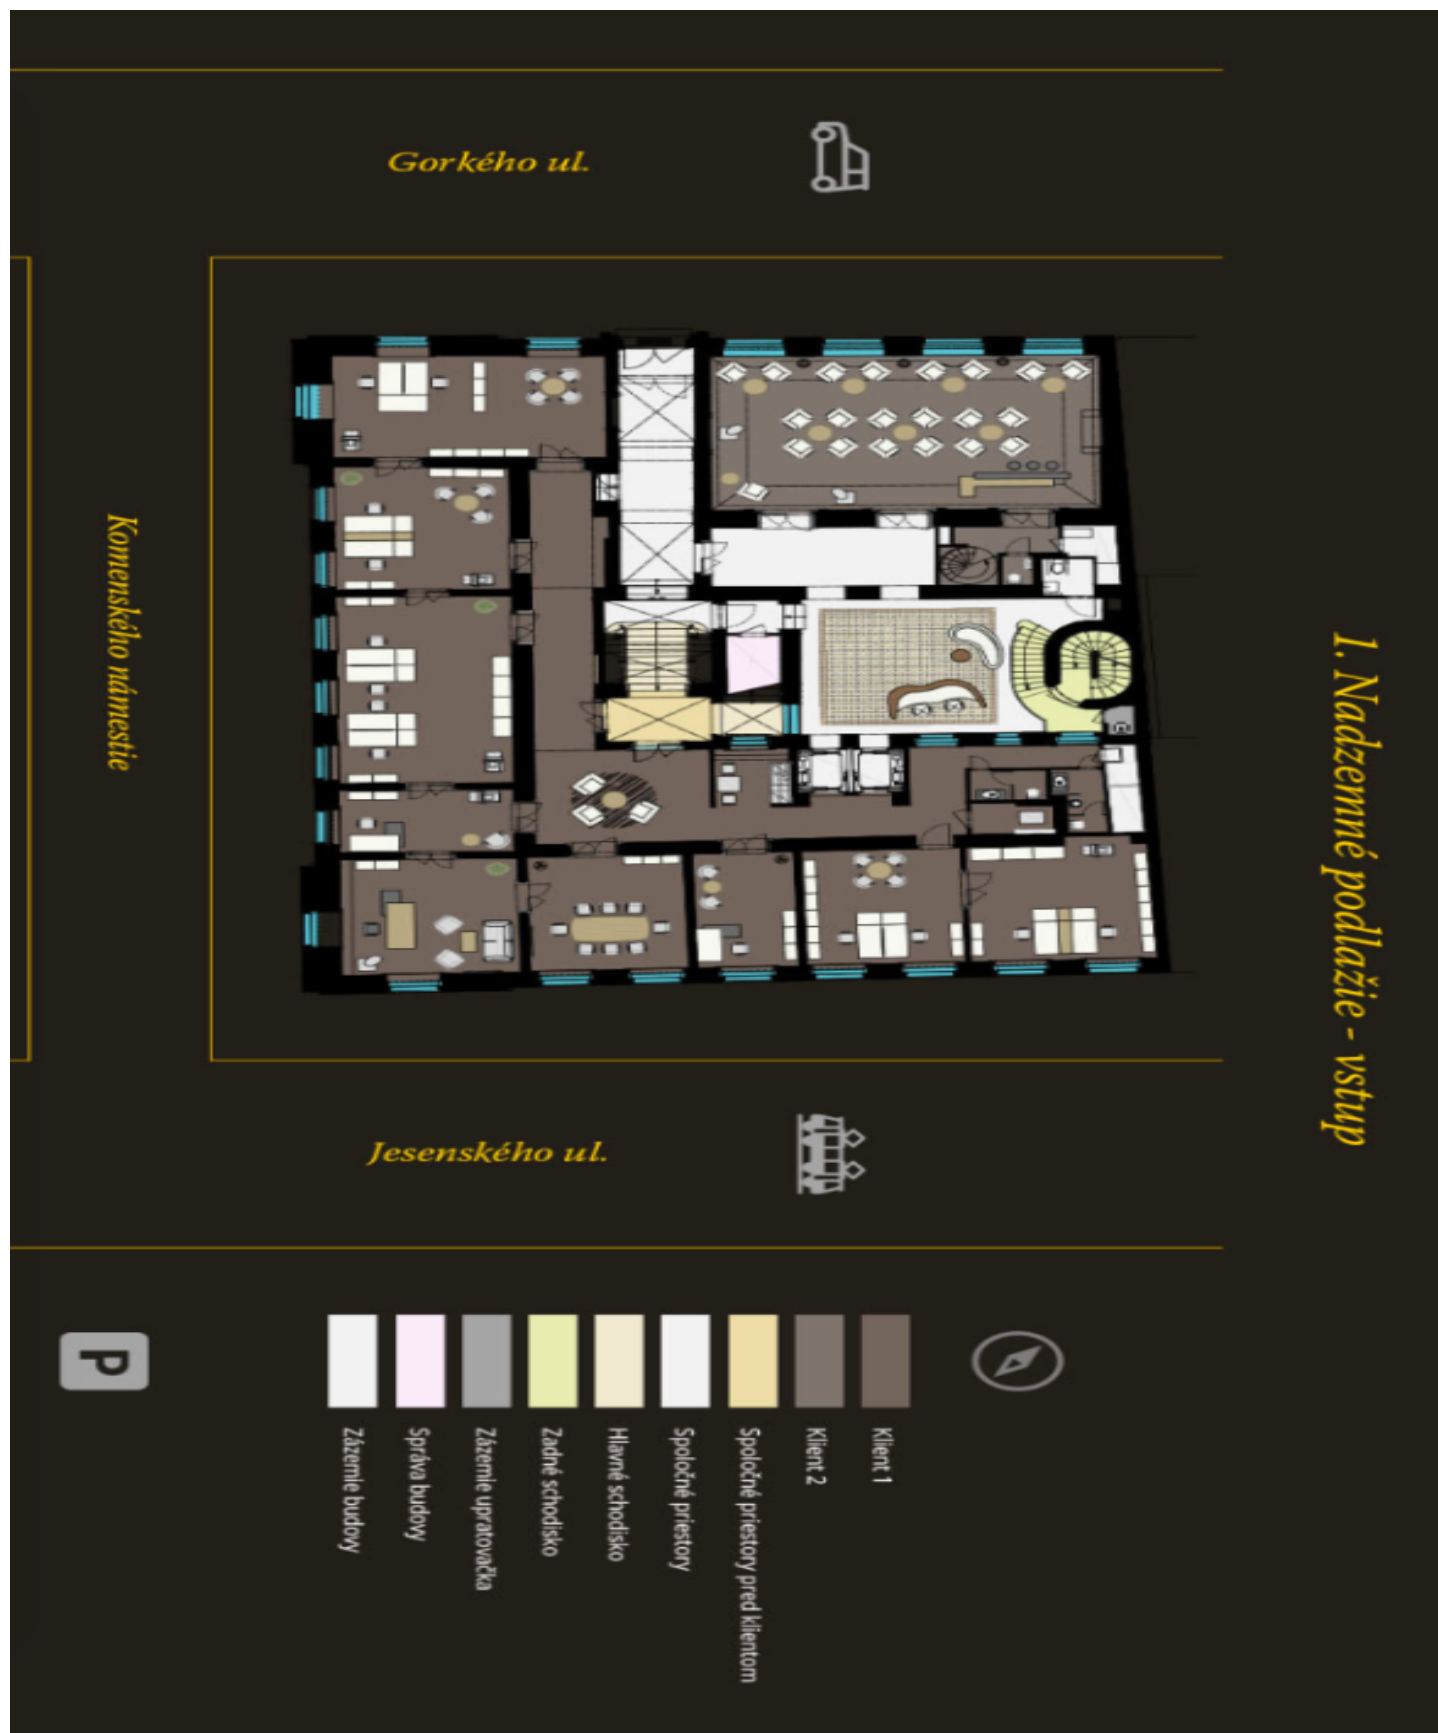 1. Nadzemné podlažie - vstup
Gorkého ul.
Komenského námestie
Jesenského ul.
Klient 1
Klient 2
Spoločné priestory pred klientom
Spoločné priestory
Hlavné schodisko
Zadné schodisko
Zázemie upratovačka
Správa budovy
Zázemie budovy
P